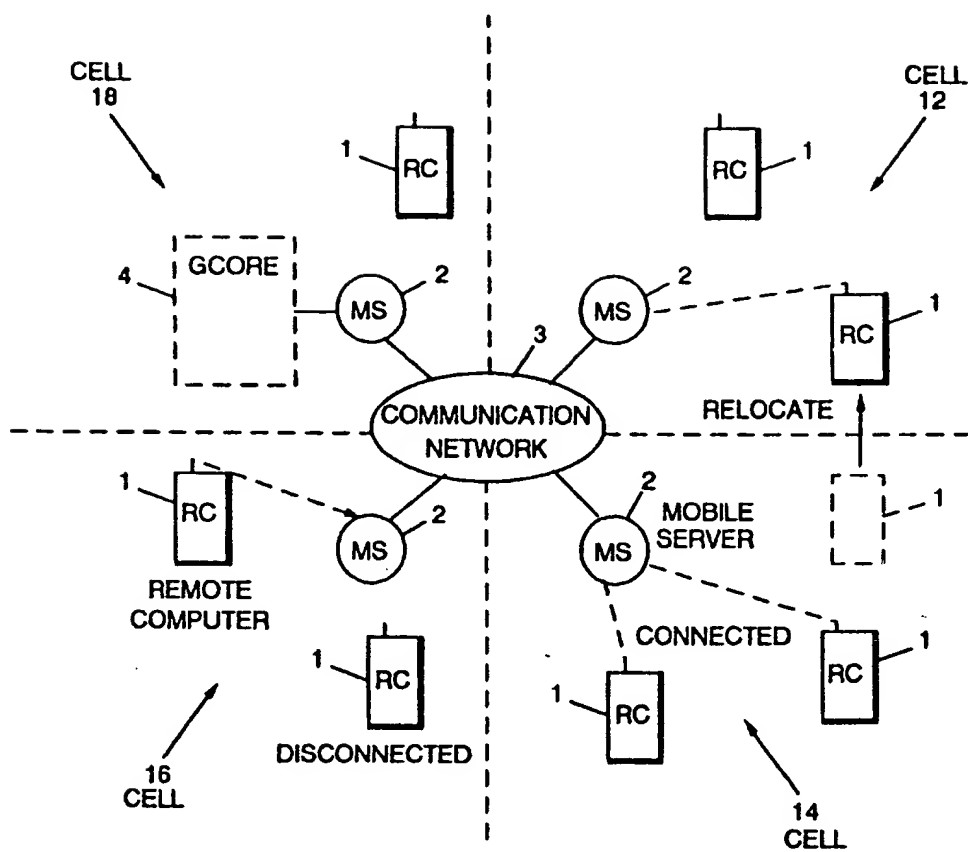 CELL
18
CELL
12
1
RC
1
RC
GCORE
4
MS
2
MS
2
RC
1
3
COMMUNICATION
NETWORK
RELOCATE
1
RC
MS
2
2
MS
MOBILE
SERVER
1
REMOTE
COMPUTER
CONNECTED
1
RC
DISCONNECTED
1
RC
RC
1
16
CELL
14
CELL